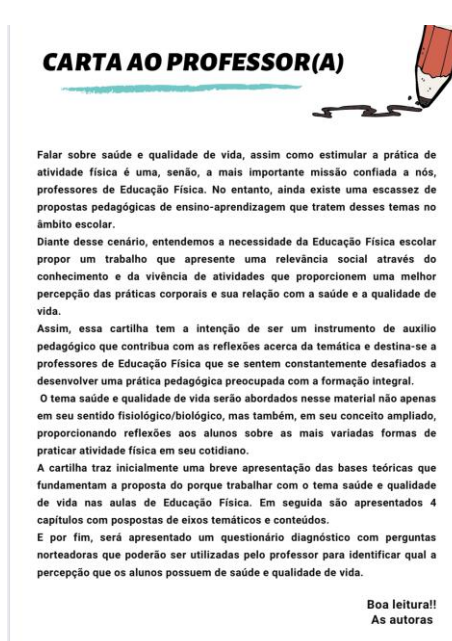 CARTA AO PROFESSOR(A)
Falar sobre saúde e qualidade de vida, assim como estimular a prática de
atividade física é uma, senão, a mais importante missão confiada a nós,
professores de Educação Física. No entanto, ainda existe uma escassez de
propostas pedagógicas de ensino-aprendizagem que tratem desses temas no
âmbito escolar.
Diante desse cenário, entendemos a necessidade da Educação Física escolar
propor um trabalho que apresente uma relevância social através do
conhecimento e da vivência de atividades que proporcionem uma melhor
percepção das práticas corporais e sua relação com a saúde e a qualidade de
vida.
Assim, essa cartilha tem a intenção de ser um instrumento de auxilio
pedagógico que contribua com as reflexões acerca da temática e destina-se a
professores de Educação Física que se sentem constantemente desafiados a
desenvolver uma prática pedagógica preocupada com a formação integral.
O tema saúde e qualidade de vida serão abordados nesse material não apenas
em seu sentido fisiológico/biológico, mas também, em seu conceito ampliado,
proporcionando reflexões aos alunos sobre as mais variadas formas de
praticar atividade física em seu cotidiano.
A cartilha traz inicialmente uma breve apresentação das bases teóricas que
fundamentam a proposta do porque trabalhar com o tema saúde e qualidade
de vida nas aulas de Educação Física. Em seguida são apresentados 4
capítulos com pospostas de eixos temáticos e conteúdos.
E por fim, será apresentado um questionário diagnóstico com perguntas
norteadoras que poderão ser utilizadas pelo professor para identificar qual a
percepção que os alunos possuem de saúde e qualidade de vida.
Boa leitura!!
As autoras